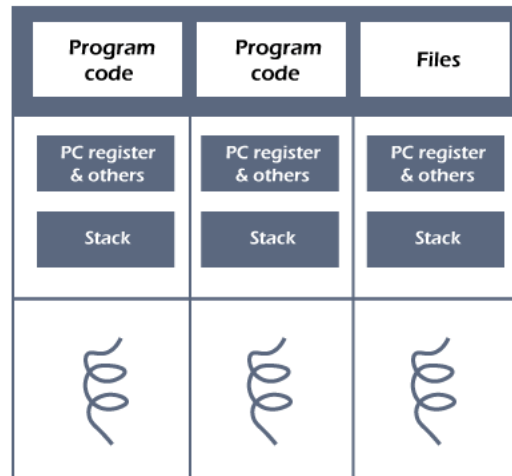 Program
code
Program
code
Files
PC register
& others
PC register
& others
PC register
& others
Stack
Stack
Stack